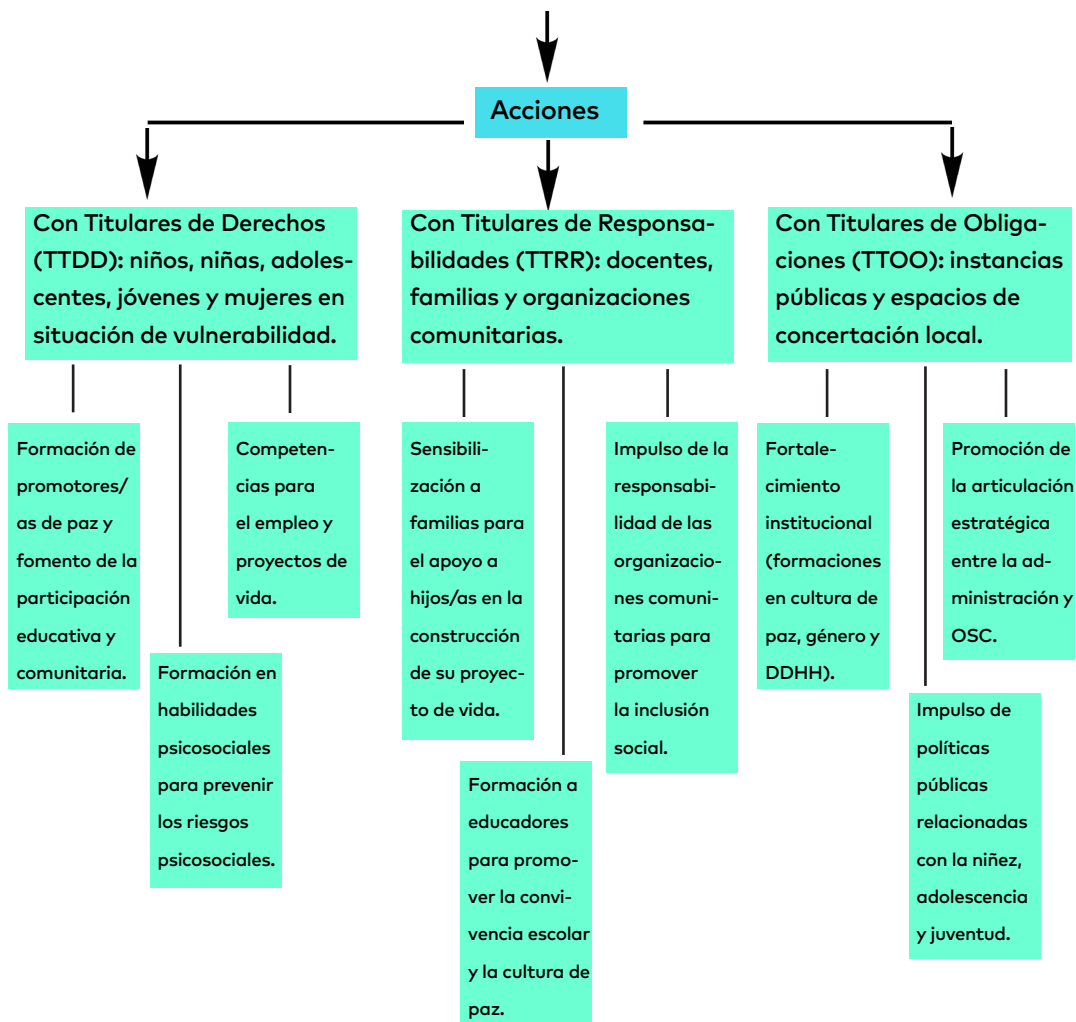 Acciones
Con Titulares de Derechos
(TTDD): niños, niñas, adoles-
centes, jóvenes y mujeres en
situación de vulnerabilidad.
Con Titulares de Responsa-
bilidades (TTRR): docentes,
familias y organizaciones
comunitarias.
Con Titulares de Obliga-
ciones (TTOO): instancias
públicas y espacios de
concertación local.
Formación de
promotores/
as de paz y
fomento de la
participación
educativa y
comunitaria.
Formación en
habilidades
psicosociales
para prevenir
los riesgos
psicosociales.
Competen-
cias para
el empleo y
proyectos de
vida.
Sensibili-
zación a
familias para
el apoyo a
hijos/as en la
construcción
de su proyec-
to de vida.
Formación a
educadores
para promo-
ver la convi-
vencia escolar
y la cultura de
paz.
Impulso de la
responsabi-
lidad de las
organizacio-
nes comuni-
tarias para
promover
la inclusión
social.
Fortale-
cimiento
institucional
(formaciones
en cultura de
paz, género y
DDHH).
Impulso de
políticas
públicas
relacionadas
con la niñez,
adolescencia
y juventud.
Promoción de
la articulación
estratégica
entre la ad-
ministración y
OSC.